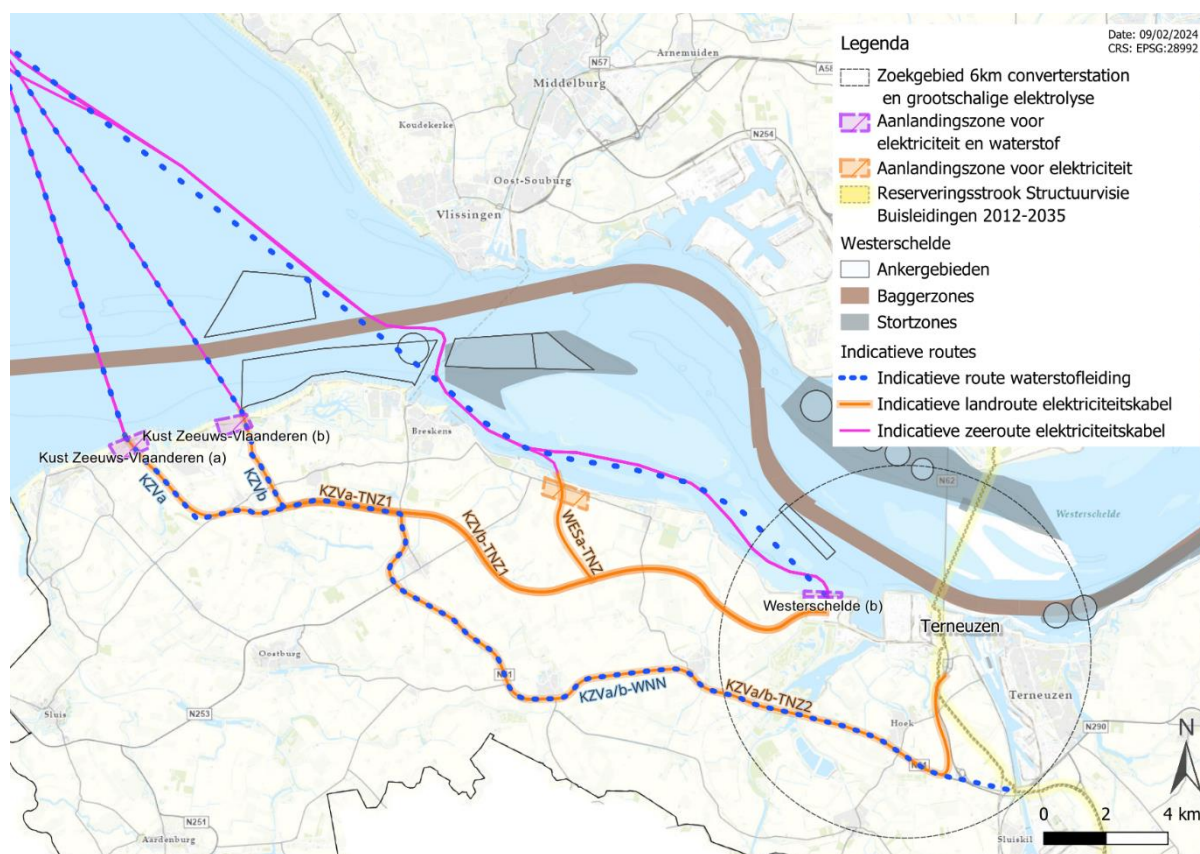 Date: 09/02/2024
CRS: EPSG:28992
Legenda
Zoekgebied 6km converterstation
en grootschalige elektrolyse
Aanlandingszone voor
elektriciteit en waterstof
Aanlandingszone voor elektriciteit
Reserveringsstrook Structuurvisie
Buisleidingen 2012-2035
Westerschelde
Ankergebieden
Baggerzones
Stortzones
Indicatieve routes
Indicatieve route waterstofleiding
Indicatieve landroute elektriciteitskabel
Indicatieve zeeroute elektriciteitskabel
N57
Arnemuiden
A58
Middelburg
Koudekerke
N254
Oost-Souburg
Vlissingen
Breskens
Kust Zeeuws-Vlaanderen (b)
Kust Zeeuws-Vlaanderen (a)
KZVa
KZVb
KZVa-TNZ1
KZVb-TNZ1
WESa-TNZ
N62
Westerschelde
Westerschelde (b)
Terneuzen
Oostburg
KZVa/b-WNN
KZVa/b-TNZ2
Terneuzen
Sluis
N253
Hoek
N290
N251
Aardenburg
Sluiskil
N
0 2 4 km